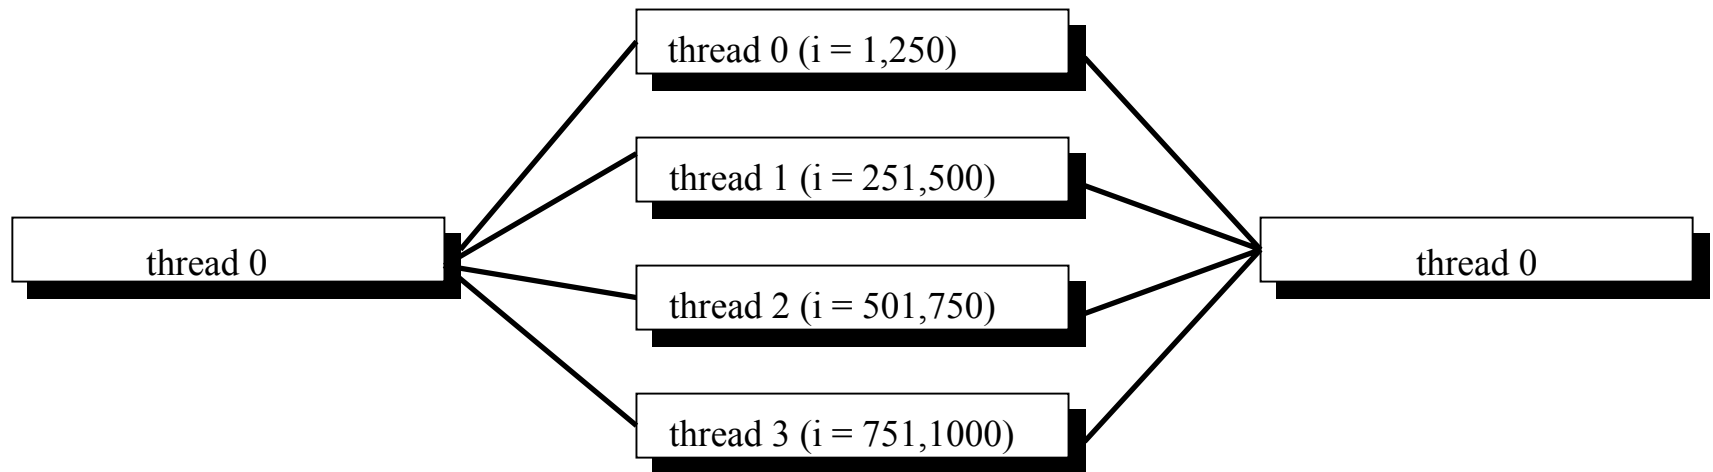 thread 0 (i = 1,250)
thread 1 (i = 251,500)
thread 0
thread 0
thread 2 (i = 501,750)
thread 3 (i = 751,1000)